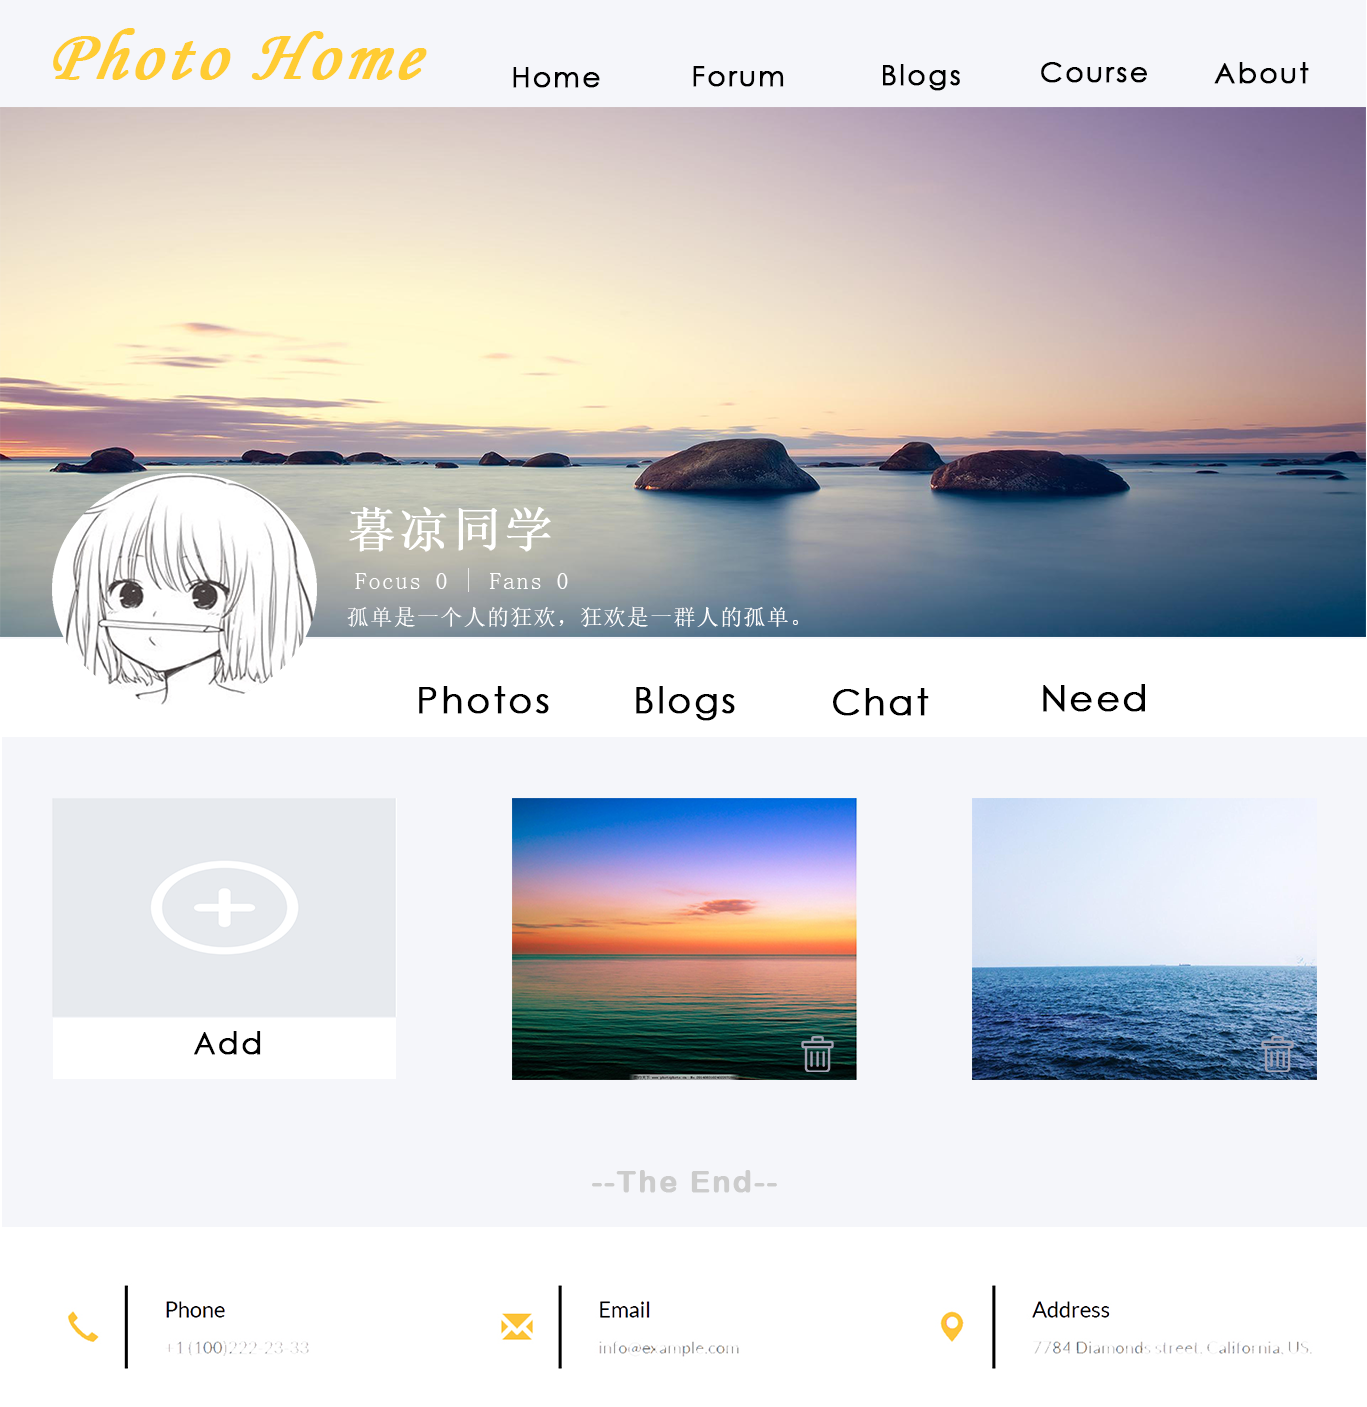 Photo Home
Home Forum Blogs Course About
暮凉同学
Focus 0 | Fans 0
孤单是一个人的狂欢，狂欢是一群人的孤单。
Photos Blogs Chat Need
Add
--The End--
Phone
+1 (100)222-23-33
Email
info@example.com
Address
7784 Diamonds street, California, US.